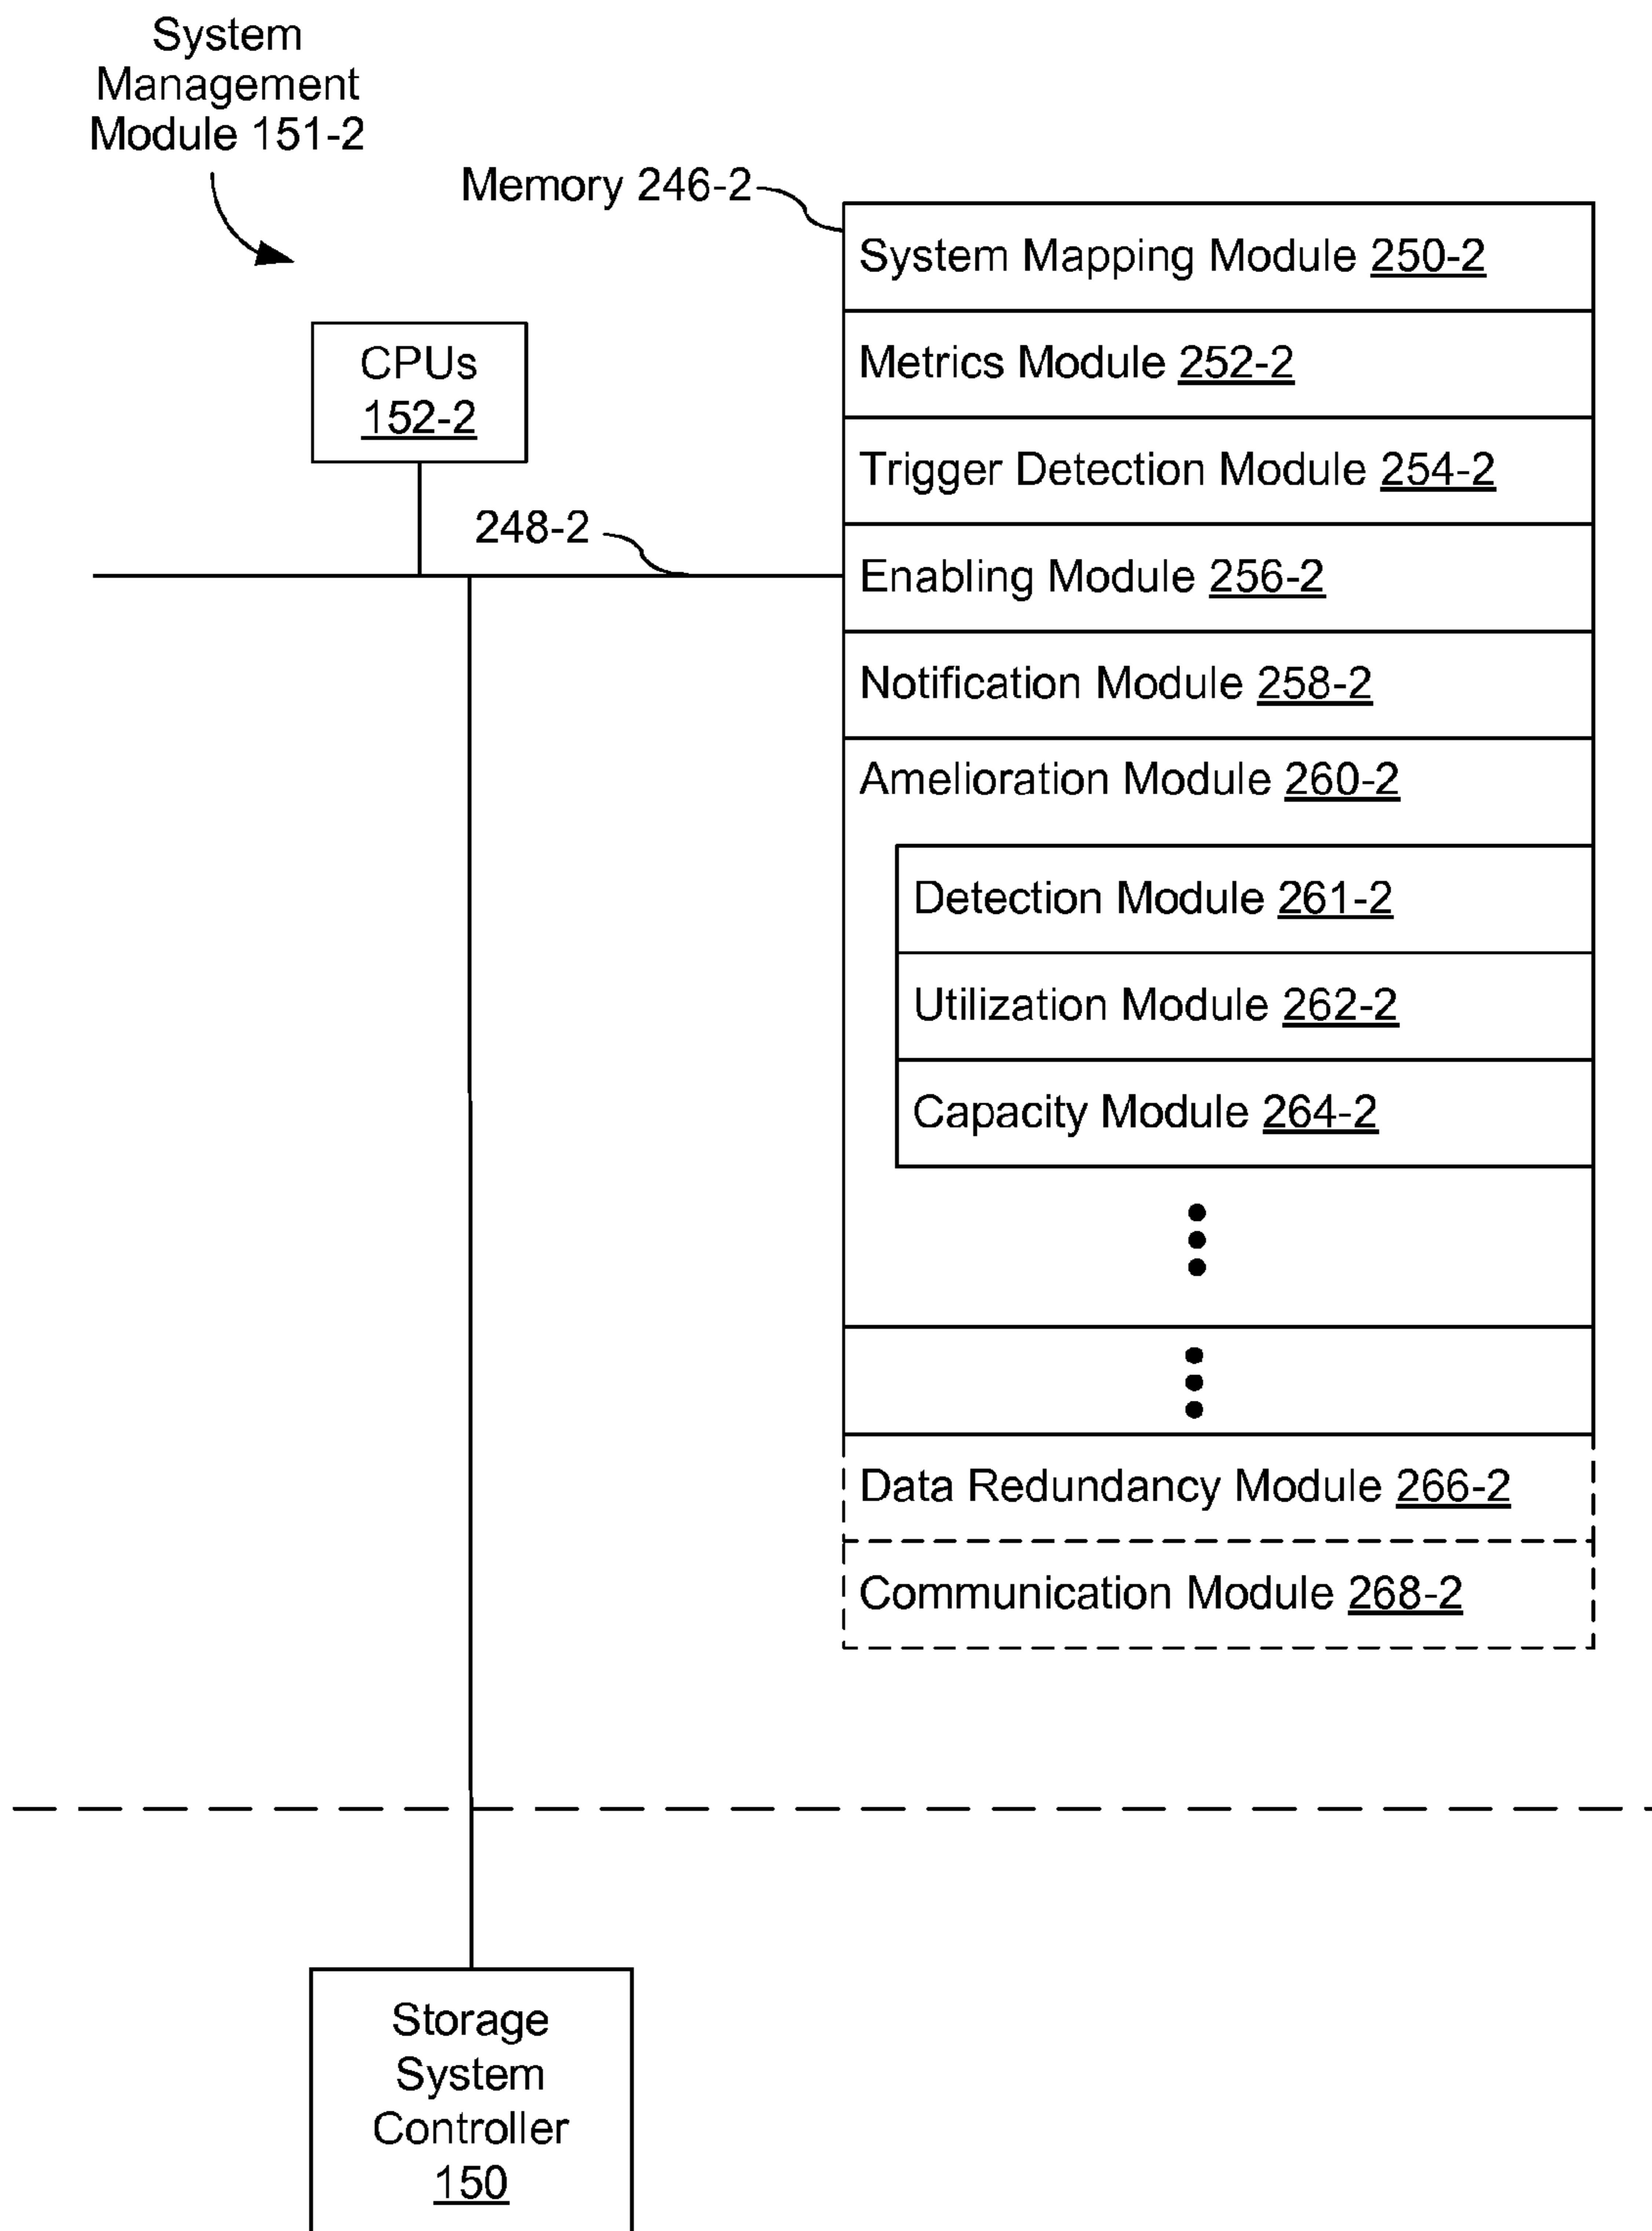 System
Management
Module 151-2
Memory 246-2
System Mapping Module 250-2
Metrics Module 252-2
CPUs
152-2
Trigger Detection Module 254-2
248-2
Enabling Module 256-2
Notification Module 258-2
Amelioration Module 260-2
Detection Module 261-2
Utilization Module 262-2
Capacity Module 264-2
Data Redundancy Module 266-2
Communication Module 268-2
Storage
System
Controller
150